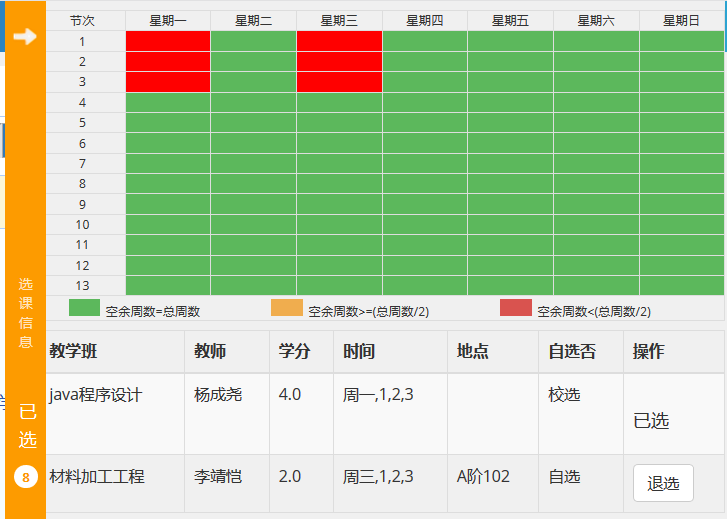 节次 星期一 星期二 星期三 星期四 星期五 星期六 星期日
1
2
3
4
5
6
7
8
9
10
11
12
13
空余周数=总周数 空余周数>=(总周数/2) 空余周数<(总周数/2)
选课信息
已选
8
教学班 教师 学分 时间 地点 自选否 操作
java程序设计 杨成尧 4.0 周一,1,2,3 校选 已选
材料加工工程 李靖恺 2.0 周三,1,2,3 A阶102 自选 退选